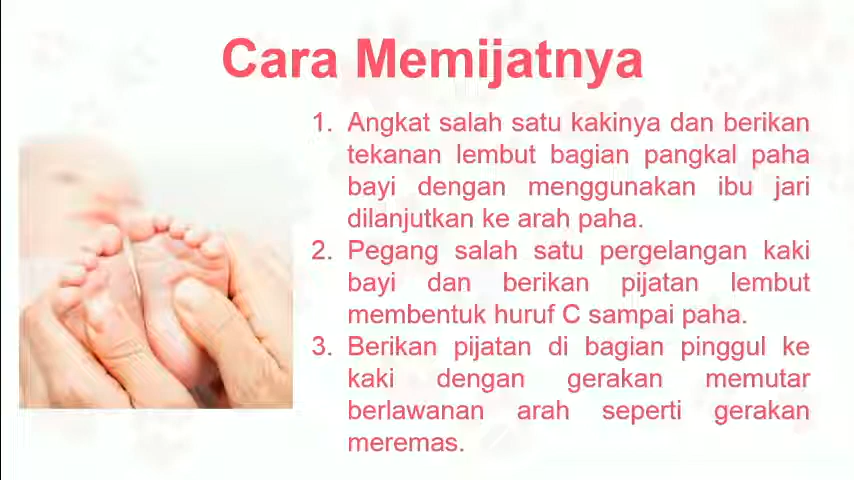 Cara Memijatnya
1. Angkat salah satu kakinya dan berikan
tekanan lembut bagian pangkal paha
bayi dengan menggunakan ibu jari
dilanjutkan ke arah paha.
2. Pegang salah satu pergelangan kaki
bayi dan berikan pijatan lembut
membentuk huruf C sampai paha.
3. Berikan pijatan di bagian pinggul ke
kaki dengan gerakan memutar
berlawanan arah seperti gerakan
meremas.